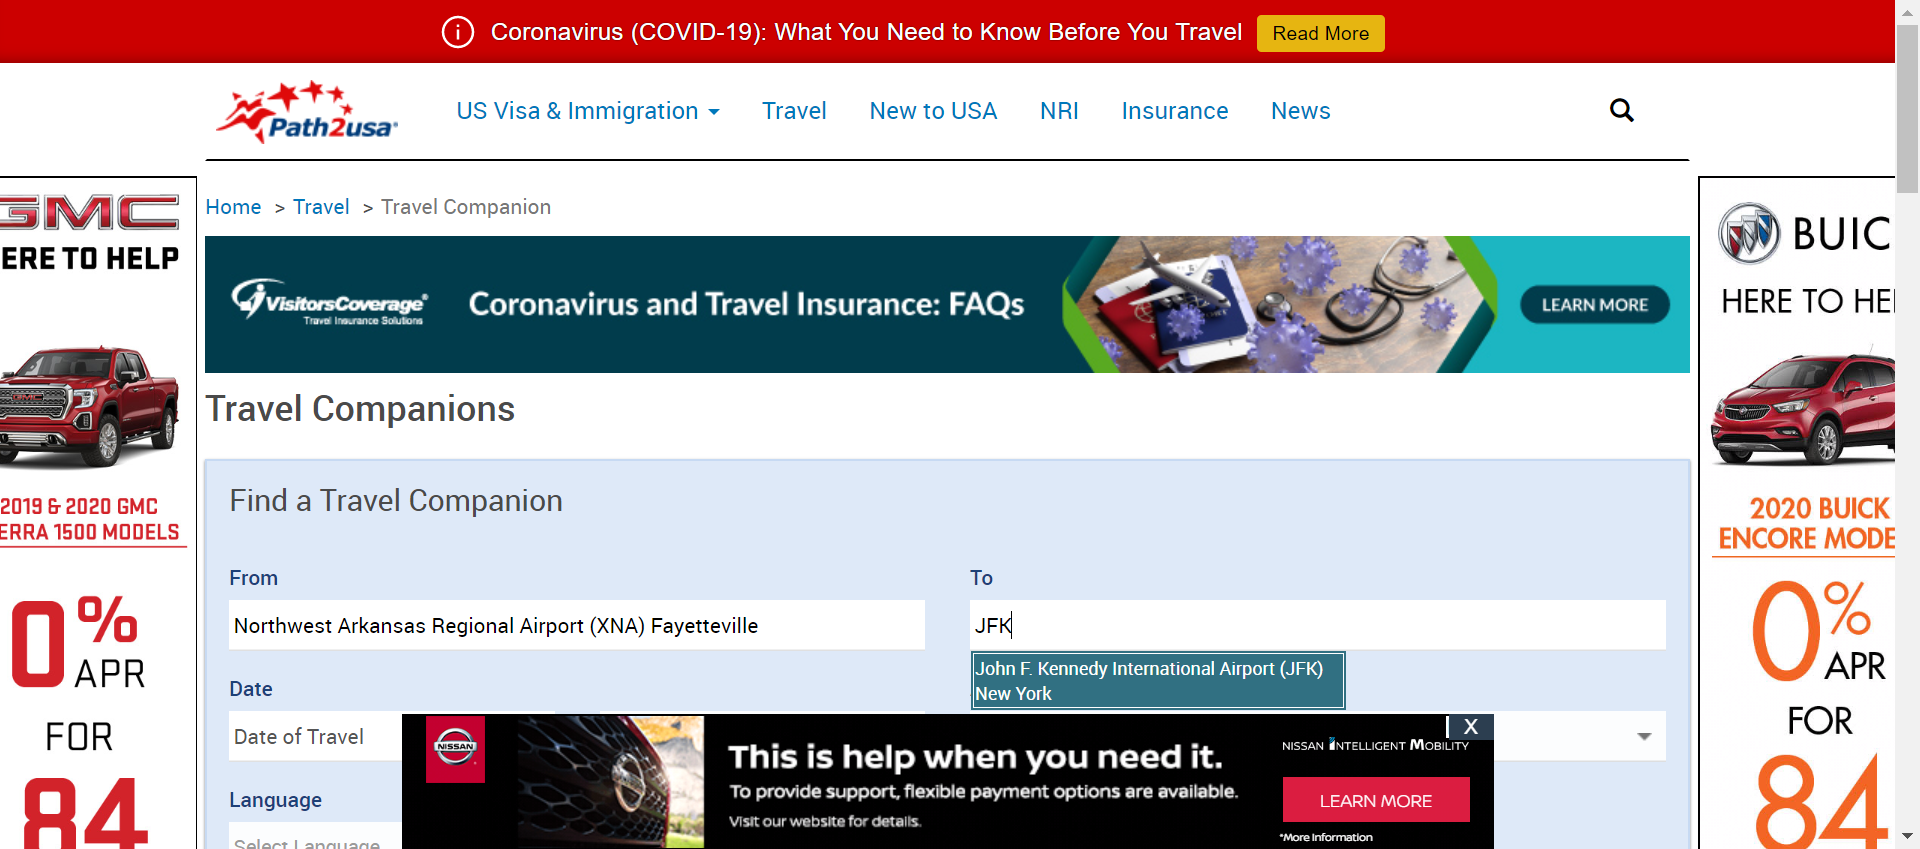 Coronavirus (COVID-19): What You Need to Know Before You Travel Read More
Path2usa
US Visa & Immigration Travel New to USA NRI Insurance News
GMC
ERE TO HELP
2019 & 2020 GMC
ERRA 1500 MODELS
0% APR
FOR
84
Home > Travel > Travel Companion
VisitorsCoverage®
Travel Insurance Solutions
Coronavirus and Travel Insurance: FAQs
LEARN MORE
Travel Companions
Find a Travel Companion
From
Northwest Arkansas Regional Airport (XNA) Fayetteville
To
JFK
John F. Kennedy International Airport (JFK)
New York
Date
Date of Travel
Language
Select Language
NISSAN
This is help when you need it.
To provide support, flexible payment options are available.
Visit our website for details.
X
NISSAN INTELLIGENT MOBILITY
LEARN MORE
*More Information
BUIC
HERE TO HE
2020 BUICK
ENCORE MODE
0% APR
FOR
84